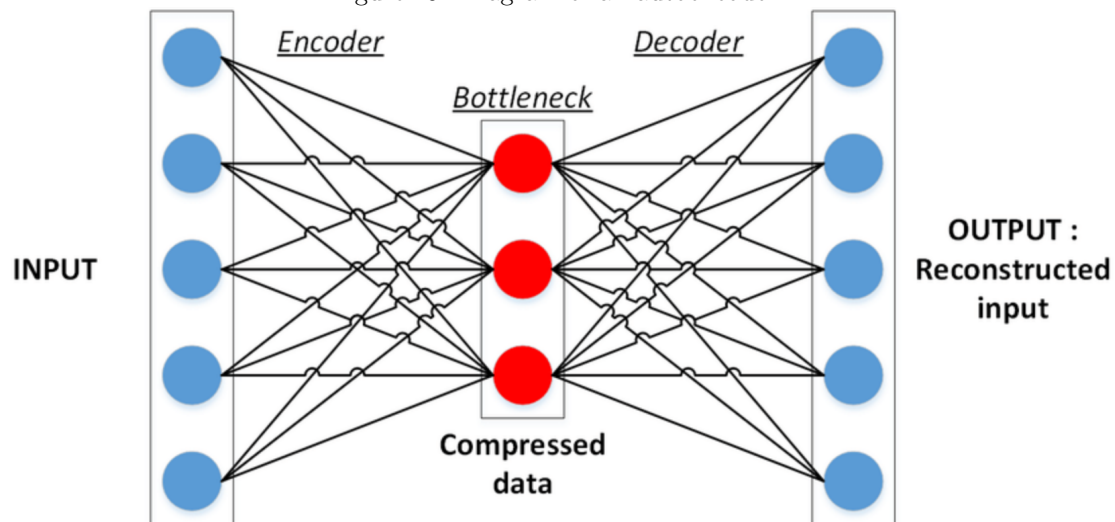 Encoder
Decoder
Bottleneck
INPUT
OUTPUT :
Reconstructed
input
Compressed
data